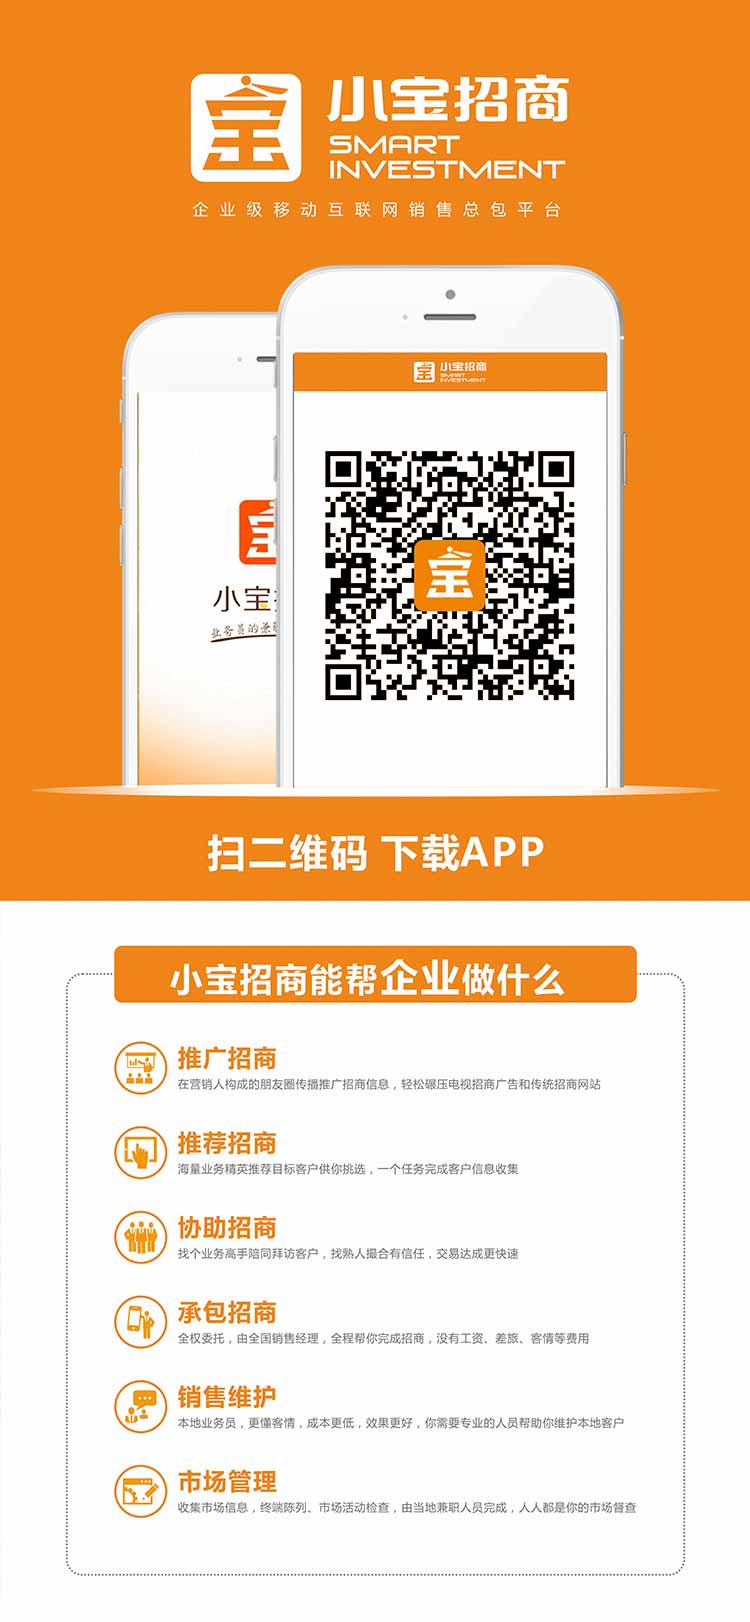 宝
小宝招商
SMART
INVESTMENT
企业级移动互联网销售总包平台
宝
小宝招商
SMART
INVESTMENT
宝
小宝
业务员的兼
宝
扫二维码 下载APP
小宝招商能帮企业做什么
推广招商
在营销人构成的朋友圈传播推广招商信息，轻松碾压电视招商广告和传统招商网站
推荐招商
海量业务精英推荐目标客户供你挑选，一个任务完成客户信息收集
协助招商
找个业务高手陪同拜访客户，找熟人撮合有信任，交易达成更快速
承包招商
全权委托，由全国销售经理，全程帮你完成招商，没有工资、差旅、客情等费用
销售维护
本地业务员，更懂客情，成本更低，效果更好，你需要专业的人员帮助你维护本地客户
市场管理
收集市场信息，终端陈列、市场活动检查，由当地兼职人员完成，人人都是你的市场督查